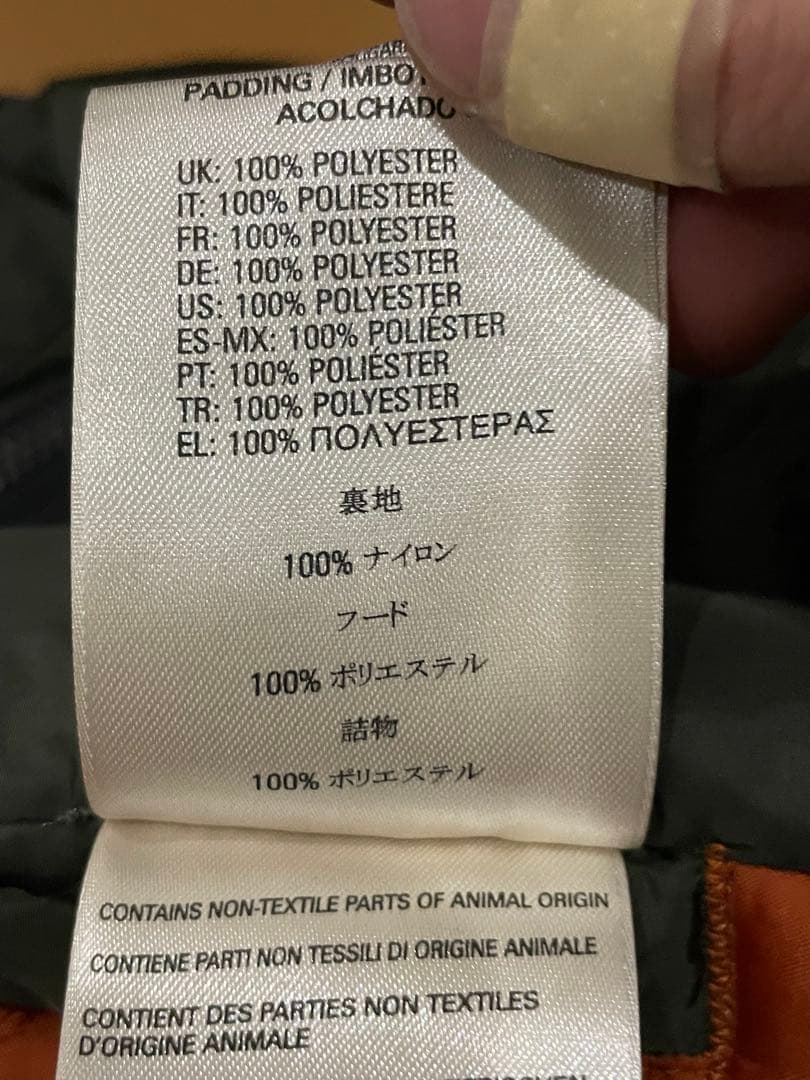 PADDING / IMBOT
ACOLCHADO
UK: 100% POLYESTER
IT: 100% POLIESTERE
FR: 100% POLYESTER
DE: 100% POLYESTER
US: 100% POLYESTER
ES-MX: 100% POLIÉSTER
PT: 100% POLIÉSTER
TR: 100% POLYESTER
EL: 100% ΠΟΛΥΕΣΤΕΡΑΣ
裏地
100% ナイロン
フード
100% ポリエステル
詰物
100% ポリエステル
CONTAINS NON-TEXTILE PARTS OF ANIMAL ORIGIN
CONTIENE PARTI NON TESSILI DI ORIGINE ANIMALE
CONTIENT DES PARTIES NON TEXTILES
D'ORIGINE ANIMALE